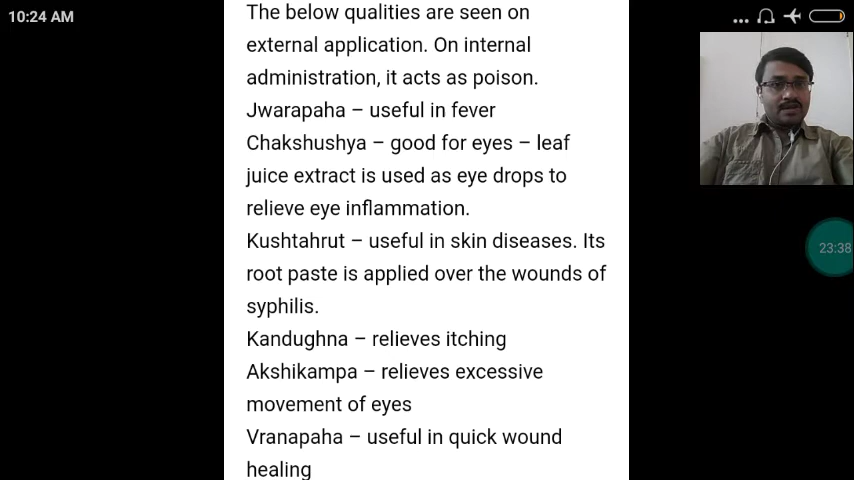 10:24 AM
The below qualities are seen on
external application. On internal
administration, it acts as poison.
Jwarapaha – useful in fever
Chakshushya – good for eyes – leaf
juice extract is used as eye drops to
relieve eye inflammation.
Kushtahrut – useful in skin diseases. Its
root paste is applied over the wounds of
syphilis.
Kandughna – relieves itching
Akshikampa – relieves excessive
movement of eyes
Vranapaha – useful in quick wound
healing
23:38